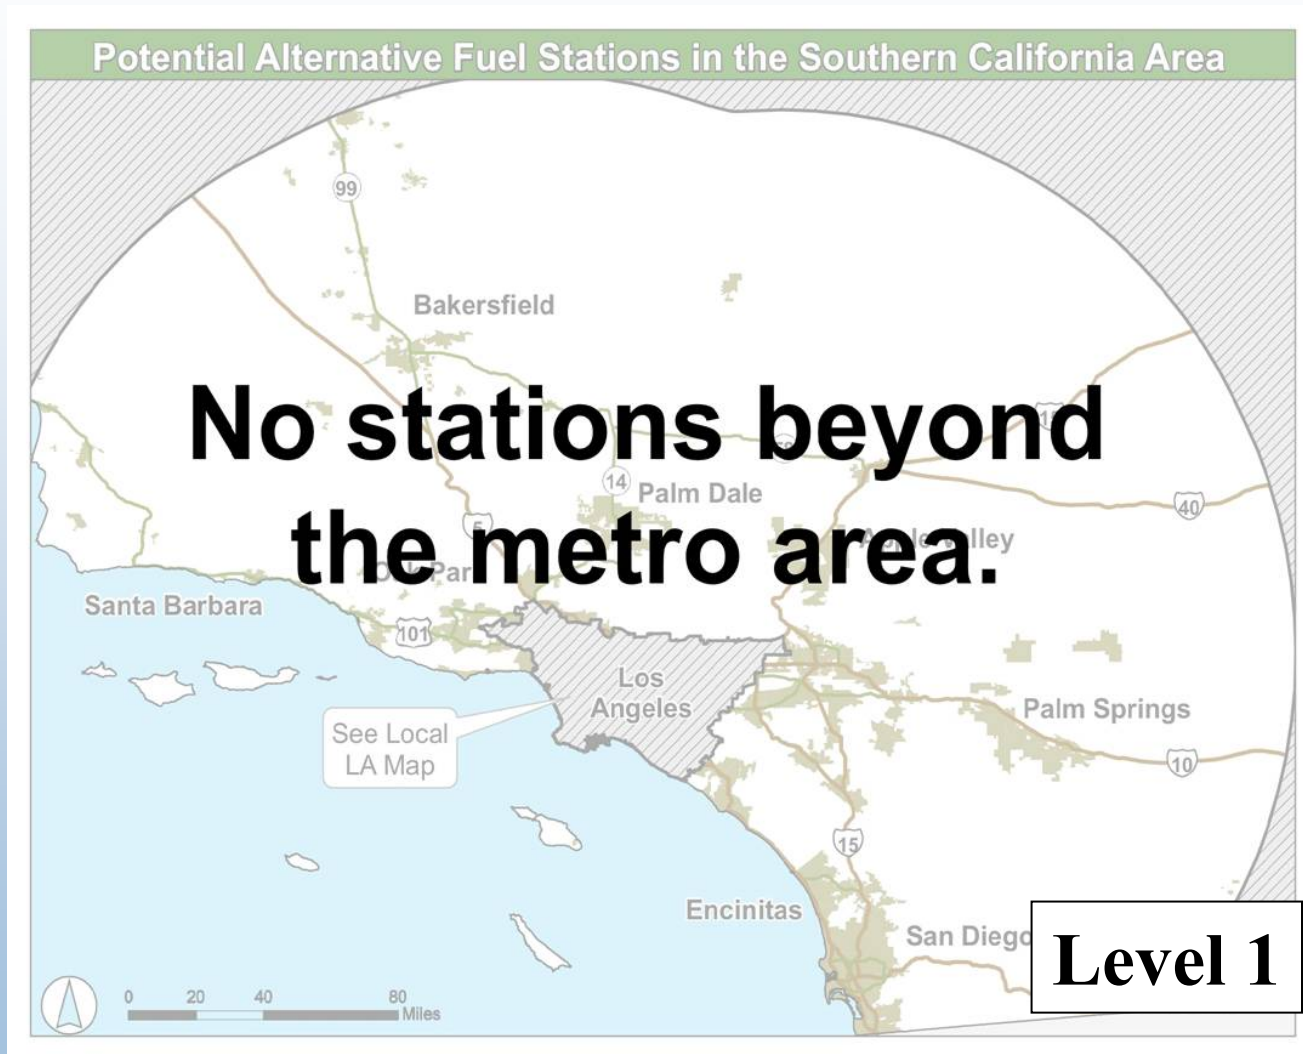 Potential Alternative Fuel Stations in the Southern California Area
99
Bakersfield
No stations beyond
14
Palm Dale
40
the metro area.
5
Santa Barbara
101
Los
Angeles
See Local
LA Map
Palm Springs
10
15
Encinitas
San Diego
Level 1
0 20 40 80
Miles